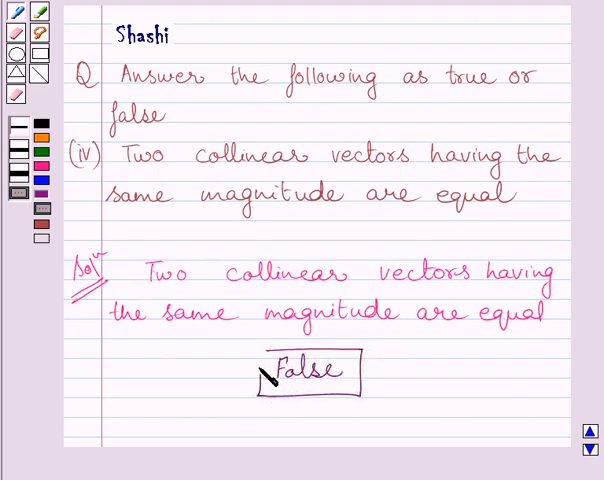 Shashi
Q Answer the following as true or
false
(iv) Two collinear vectors having the
same magnitude are equal
Solⁿ Two collinear vectors having
the same magnitude are equal
False